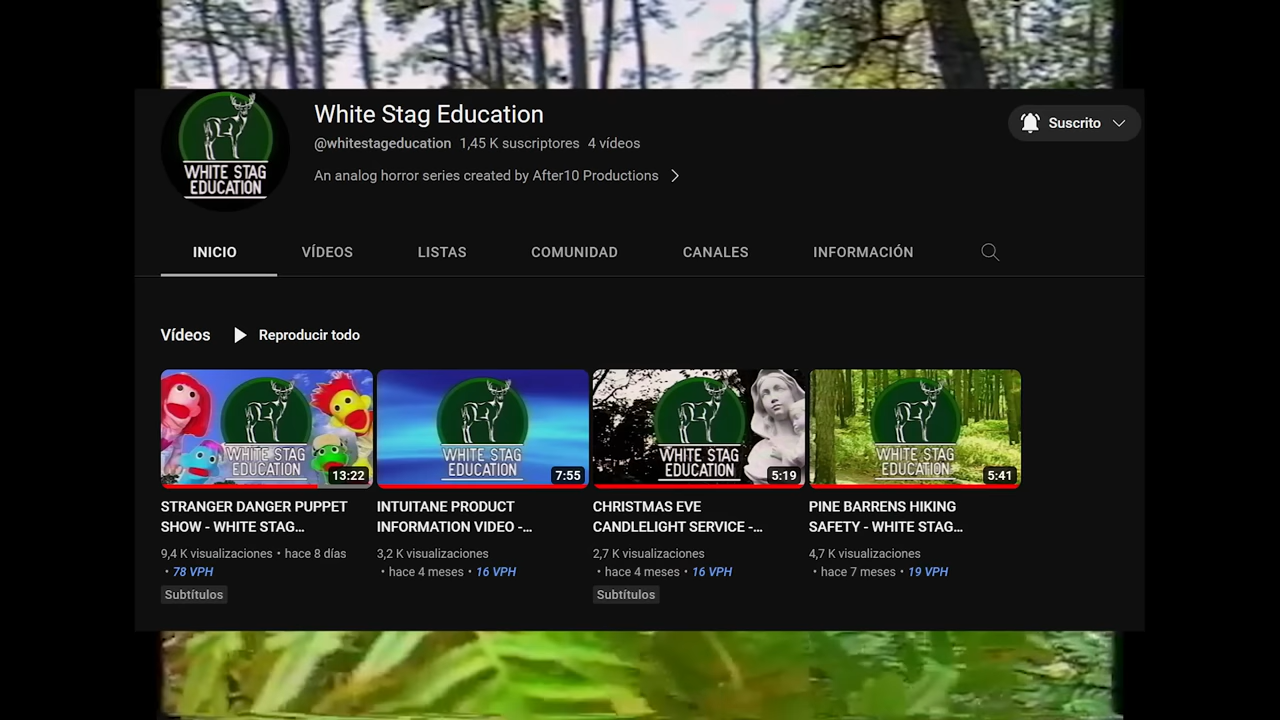 White Stag Education
@whitestageducation 1,45 K suscriptores 4 vídeos
An analog horror series created by After10 Productions
Suscrito
WHITE STAG
EDUCATION
INICIO VÍDEOS LISTAS COMUNIDAD CANALES INFORMACIÓN
Vídeos Reproducir todo
WHITE STAG
EDUCATION
13:22
WHITE STAG
EDUCATION
7:55
WHITE STAG
EDUCATION
5:19
WHITE STAG
EDUCATION
5:41
STRANGER DANGER PUPPET
SHOW - WHITE STAG...
9,4 K visualizaciones • hace 8 días
• 78 VPH
Subtítulos
INTUITANE PRODUCT
INFORMATION VIDEO -...
3,2 K visualizaciones
• hace 4 meses • 16 VPH
CHRISTMAS EVE
CANDLELIGHT SERVICE -...
2,7 K visualizaciones
• hace 4 meses • 16 VPH
Subtítulos
PINE BARRENS HIKING
SAFETY - WHITE STAG...
4,7 K visualizaciones
• hace 7 meses • 19 VPH